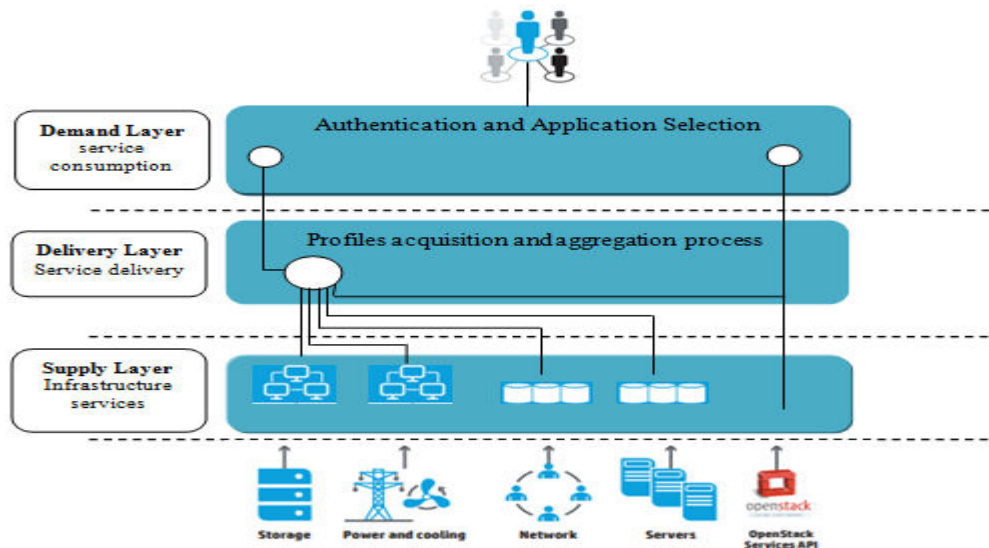 Authentication and Application Selection
Demand Layer
service
consumption
Profiles acquisition and aggregation process
Delivery Layer
Service delivery
Supply Layer
Infrastructure
services
openstack
Storage
Power and cooling
Network
Servers
OpenStack
Services API